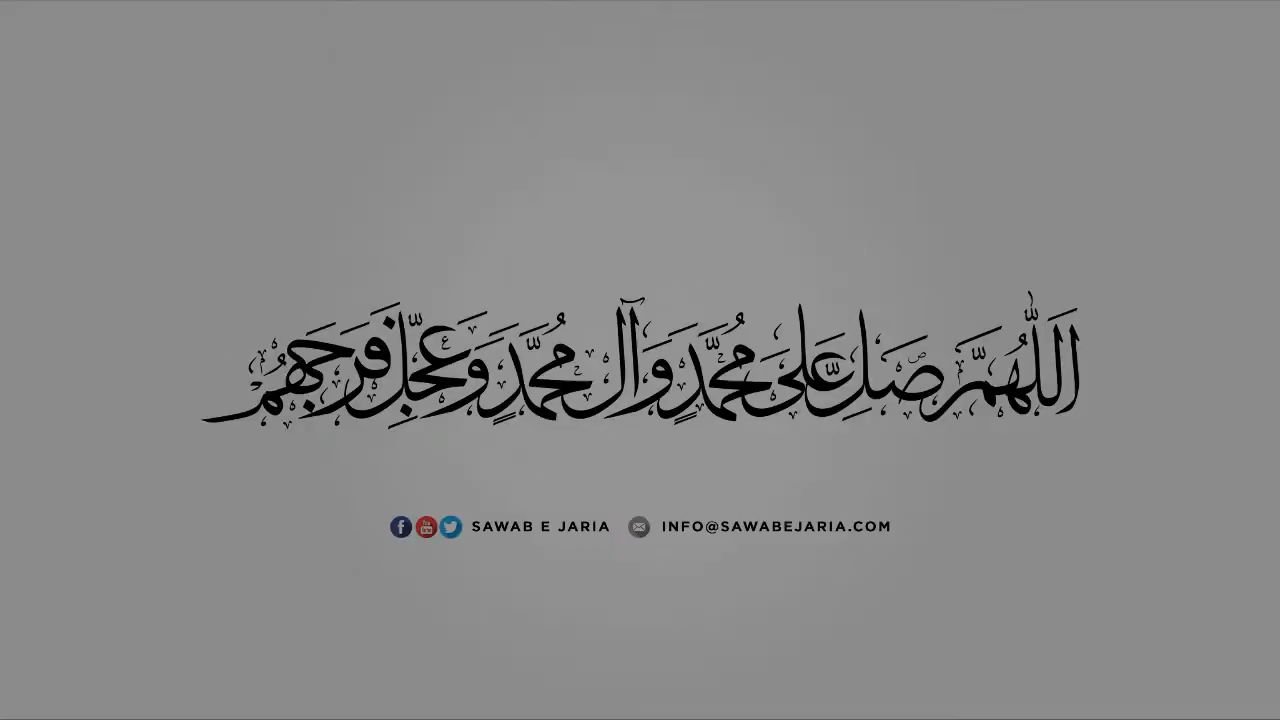 اَللّٰهُمَّ صَلِّ عَلَى مُحَمَّدٍ وَآلِ مُحَمَّدٍ وَعَجِّلْ فَرَجَهُمْ
SAWAB E JARIA INFO@SAWABEJARIA.COM